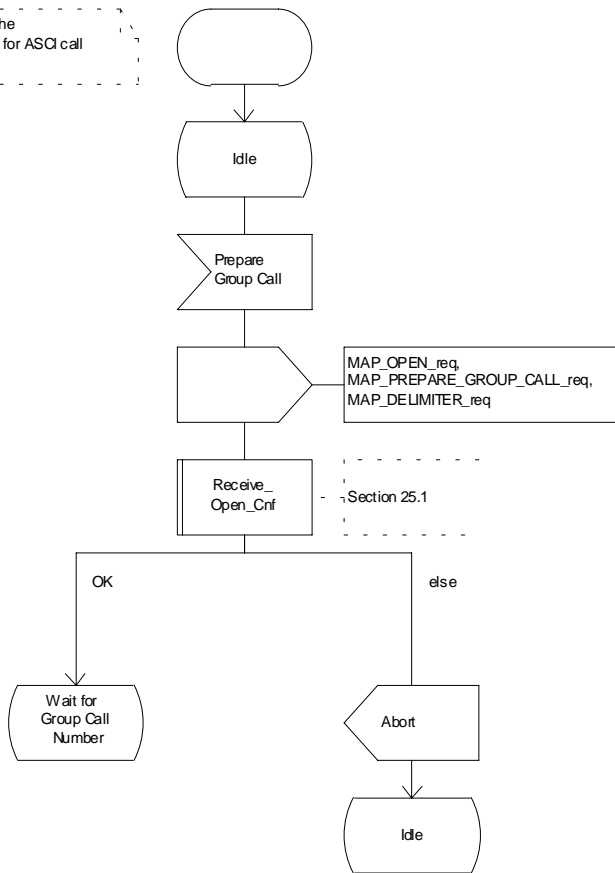 he
for ASCI call
Idle
Prepare
Group Call
MAP_OPEN_req,
MAP_PREPARE_GROUP_CALL_req,
MAP_DELIMITER_req
Receive_
Open_Cnf
Section 25.1
OK
else
Wait for
Group Call
Number
Abort
Idle